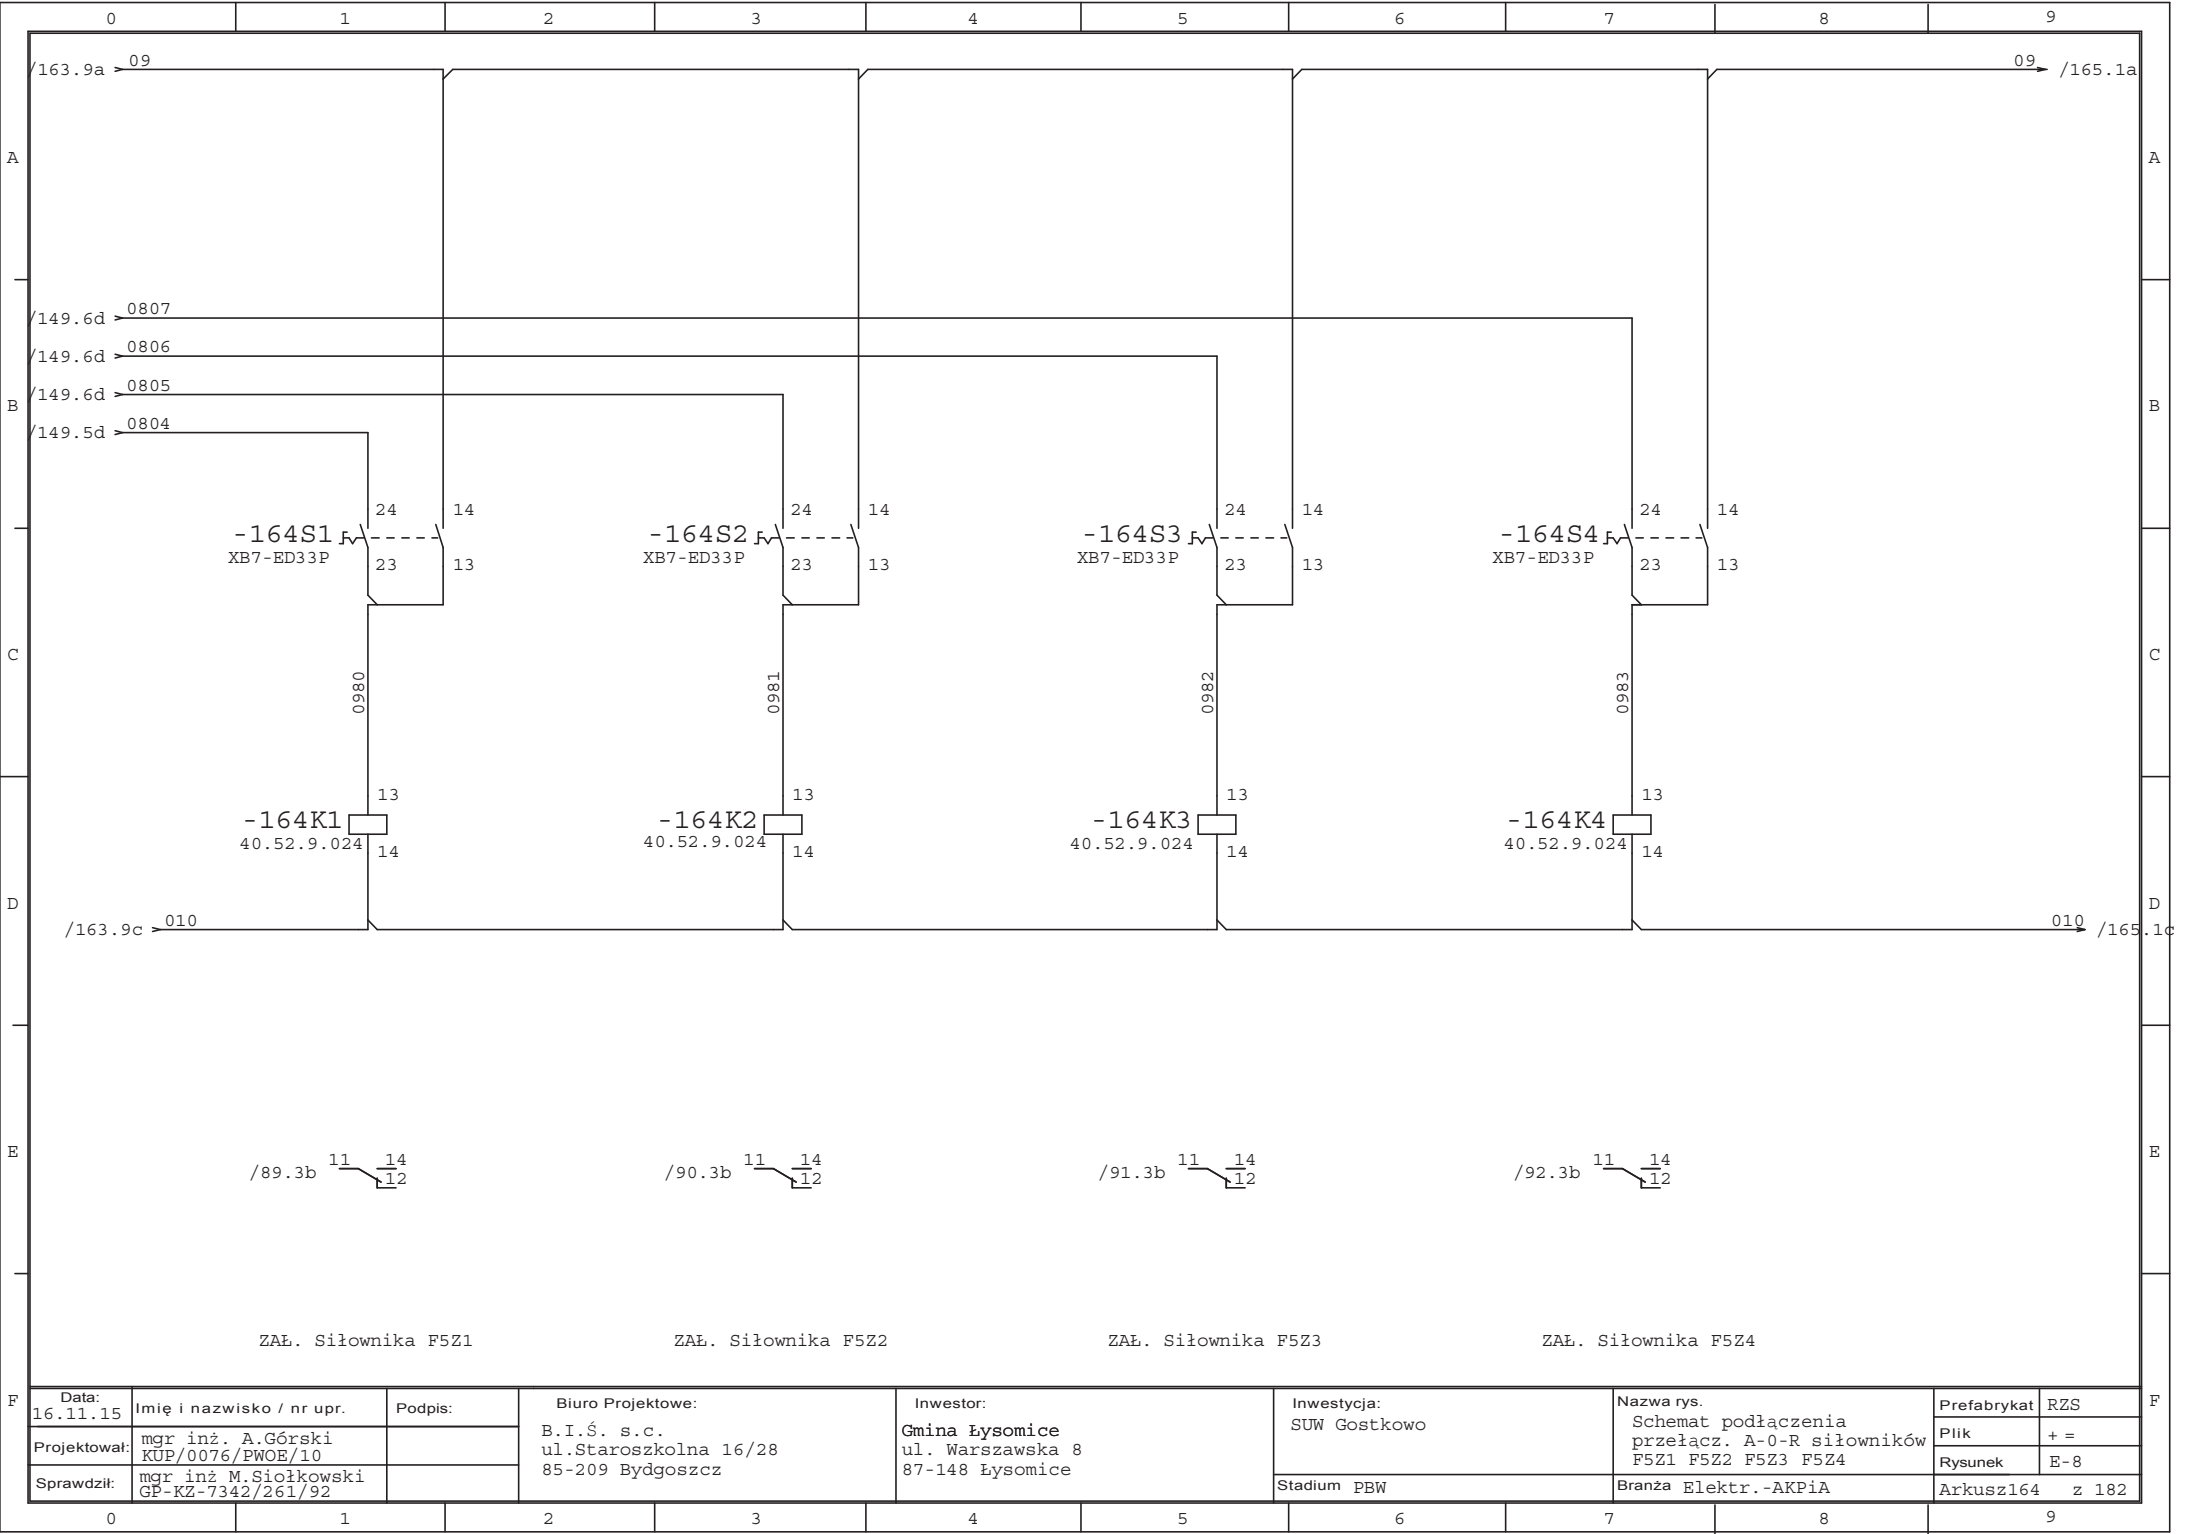 0 1 2 3 4 5 6 7 8 9
/163.9a 09 09 /165.1a
A A
/149.6d 0807
/149.6d 0806
/149.6d 0805
B B
/149.5d 0804
24 14 24 14 24 14 24 14
-164S1 -164S2 -164S3 -164S4
XB7-ED33P XB7-ED33P XB7-ED33P XB7-ED33P
23 13 23 13 23 13 23 13
C C
0980 0981 0982 0983
13 13 13 13
-164K1 -164K2 -164K3 -164K4
40.52.9.024 40.52.9.024 40.52.9.024 40.52.9.024
14 14 14 14
D D
/163.9c 010 010 /165.1c
E E
/89.3b 11 14 12
/90.3b 11 14 12
/91.3b 11 14 12
/92.3b 11 14 12
ZAŁ. Siłownika F5Z1 ZAŁ. Siłownika F5Z2 ZAŁ. Siłownika F5Z3 ZAŁ. Siłownika F5Z4
F F
Data:
16.11.15
Imię i nazwisko / nr upr.
Podpis:
Projektował:
mgr inż. A.Górski
KUP/0076/PWOE/10
Sprawdził:
mgr inż M.Siołkowski
GP-KZ-7342/261/92
Biuro Projektowe:
B.I.Ś. s.c.
ul.Staroszkolna 16/28
85-209 Bydgoszcz
Inwestor:
Gmina Łysomice
ul. Warszawska 8
87-148 Łysomice
Inwestycja:
SUW Gostkowo
Stadium PBW
Nazwa rys.
Schemat podłączenia
przełącz. A-0-R siłowników
F5Z1 F5Z2 F5Z3 F5Z4
Branża Elektr.-AKPiA
Prefabrykat RZS
Plik + =
Rysunek E-8
Arkusz164 z 182
0 1 2 3 4 5 6 7 8 9